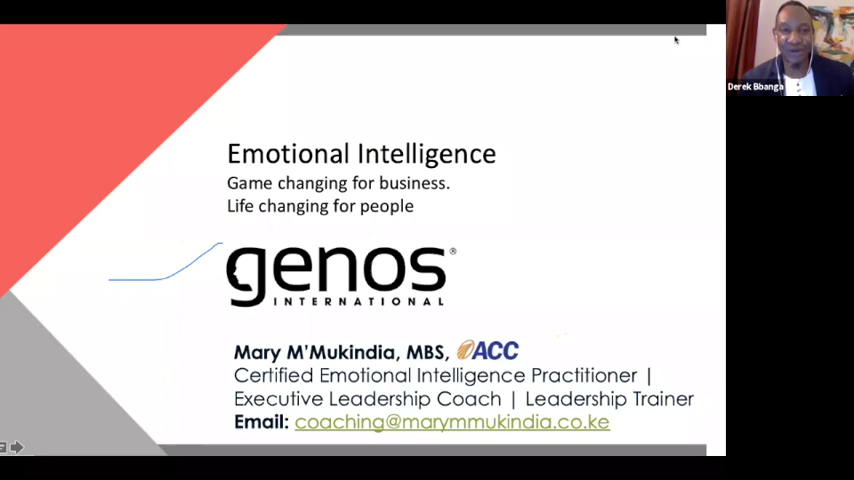 Emotional Intelligence
Game changing for business.
Life changing for people
genos®
INTERNATIONAL
Mary M'Mukindia, MBS, ACC
Certified Emotional Intelligence Practitioner |
Executive Leadership Coach | Leadership Trainer
Email: coaching@marymmukindia.co.ke
Derek Bbanga